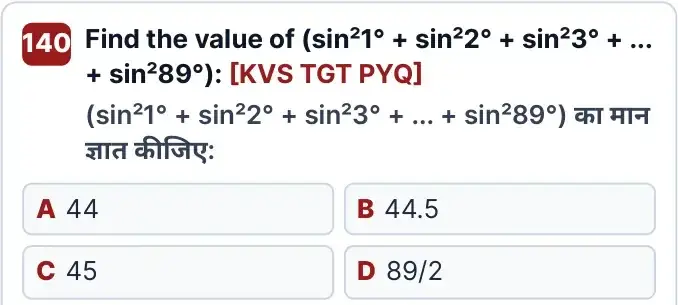 140 Find the value of (sin²1° + sin²2° + sin²3° + ...
+ sin²89°): [KVS TGT PYQ]
(sin²1° + sin²2° + sin²3° + ... + sin²89°) का मान
ज्ञात कीजिए:
A 44
B 44.5
C 45
D 89/2